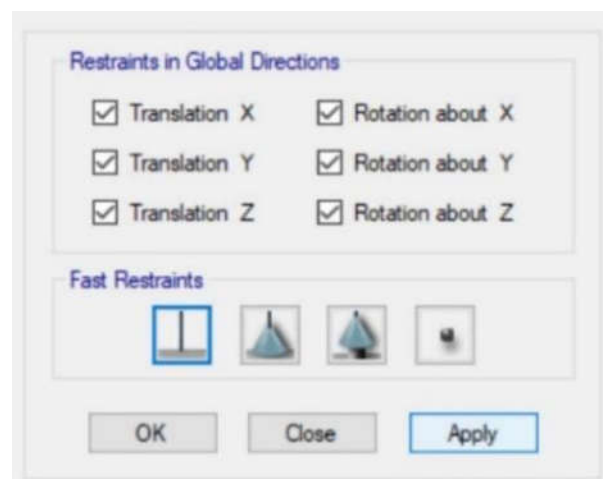 Restraints in Global Directions
Translation X Rotation about X
Translation Y Rotation about Y
Translation Z Rotation about Z
Fast Restraints
OK Close Apply